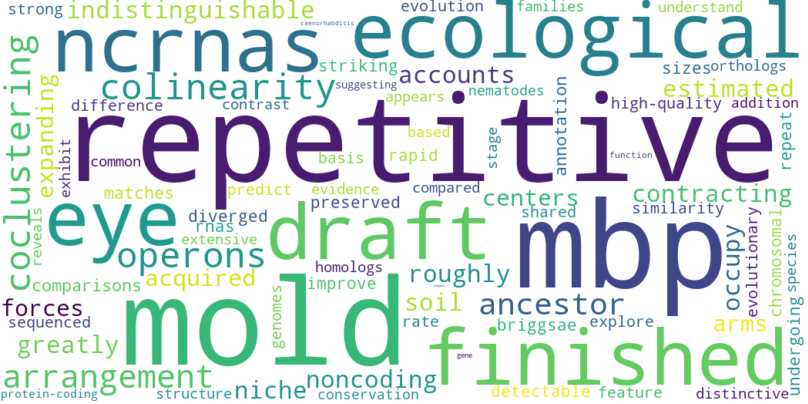 strong
indistinguishable
evolution
families
understand
caenorhabditis
ncrnas
ecological
striking
suggesting
sizes
orthologs
colinearity
accounts
nematodes
estimated
coclustering
expanding
difference
contrast
appears
annotation
high-quality
addition
repetitive
exhibit
common
based
stage
function
repeat
basis
rapid
matches
predict
evidence
compared
centers
contracting
eye
diverged
preserved
shared
similarity
rnas
draft
mbp
occupy
evolutionary
chromosomal
species
reveals
operons
extensive
homologs
comparisons
acquired
improve
roughly
ancestor
forces
mold
genomes
soil
sequenced
rate
briggsae
explore
arms
undergoing
greatly
gene
finished
arrangement
noncoding
detectable
feature
protein-coding
structure
niche
conservation
distinctive